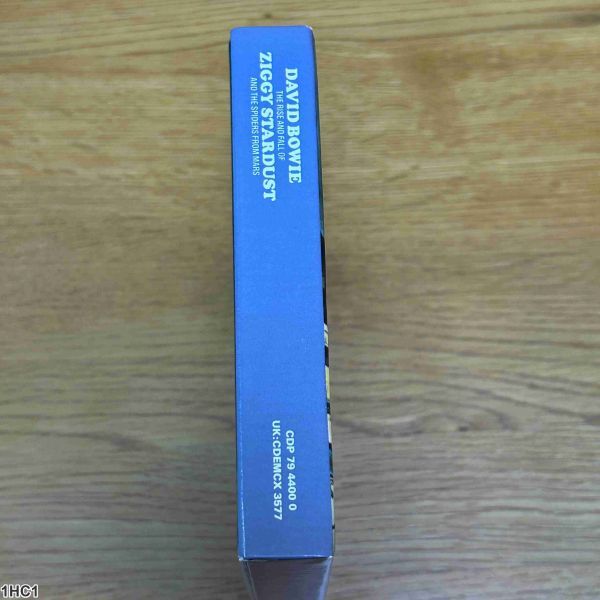 DAVID BOWIE
THE RISE AND FALL OF
ZIGGY STARDUST
AND THE SPIDERS FROM MARS
CDP 79 4400 0
UK:CDEMCX 3577
1HC1